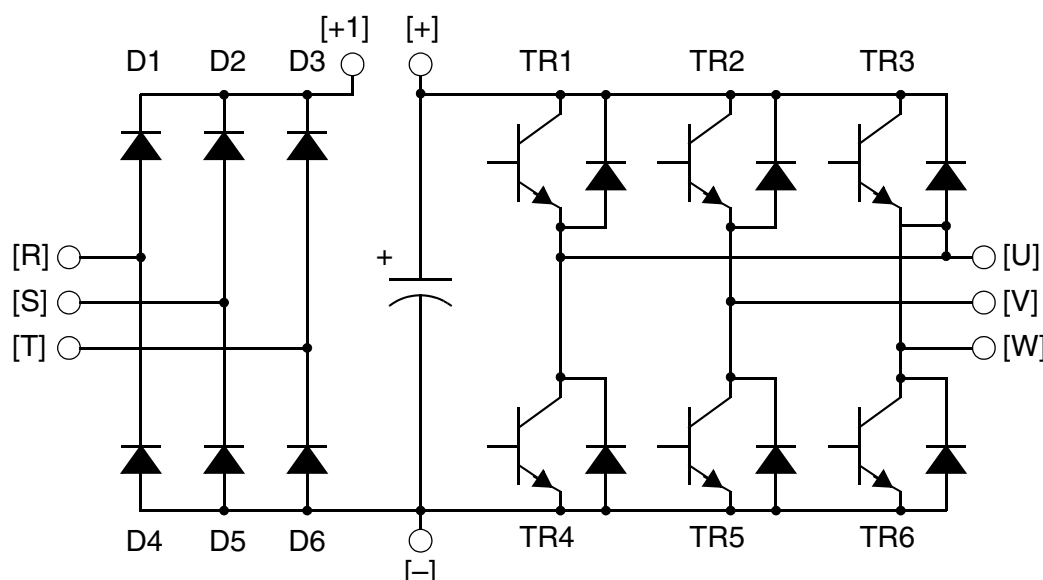 [+1] [+]
D1 D2 D3 TR1 TR2 TR3
[R] + [U]
[S] [V]
[T] [W]
D4 D5 D6 TR4 TR5 TR6
[–]